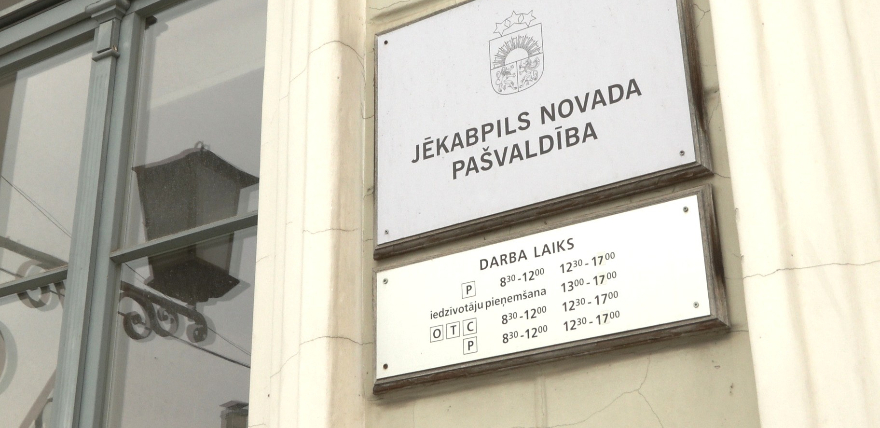 JĒKABPILS NOVADA
PAŠVALDĪBA
DARBA LAIKS
P 8³⁰-12⁰⁰ 12³⁰-17⁰⁰
iedzīvotāju pieņemšana 13⁰⁰-17⁰⁰
O T C 8³⁰-12⁰⁰ 12³⁰-17⁰⁰
P 8³⁰-12⁰⁰ 12³⁰-17⁰⁰